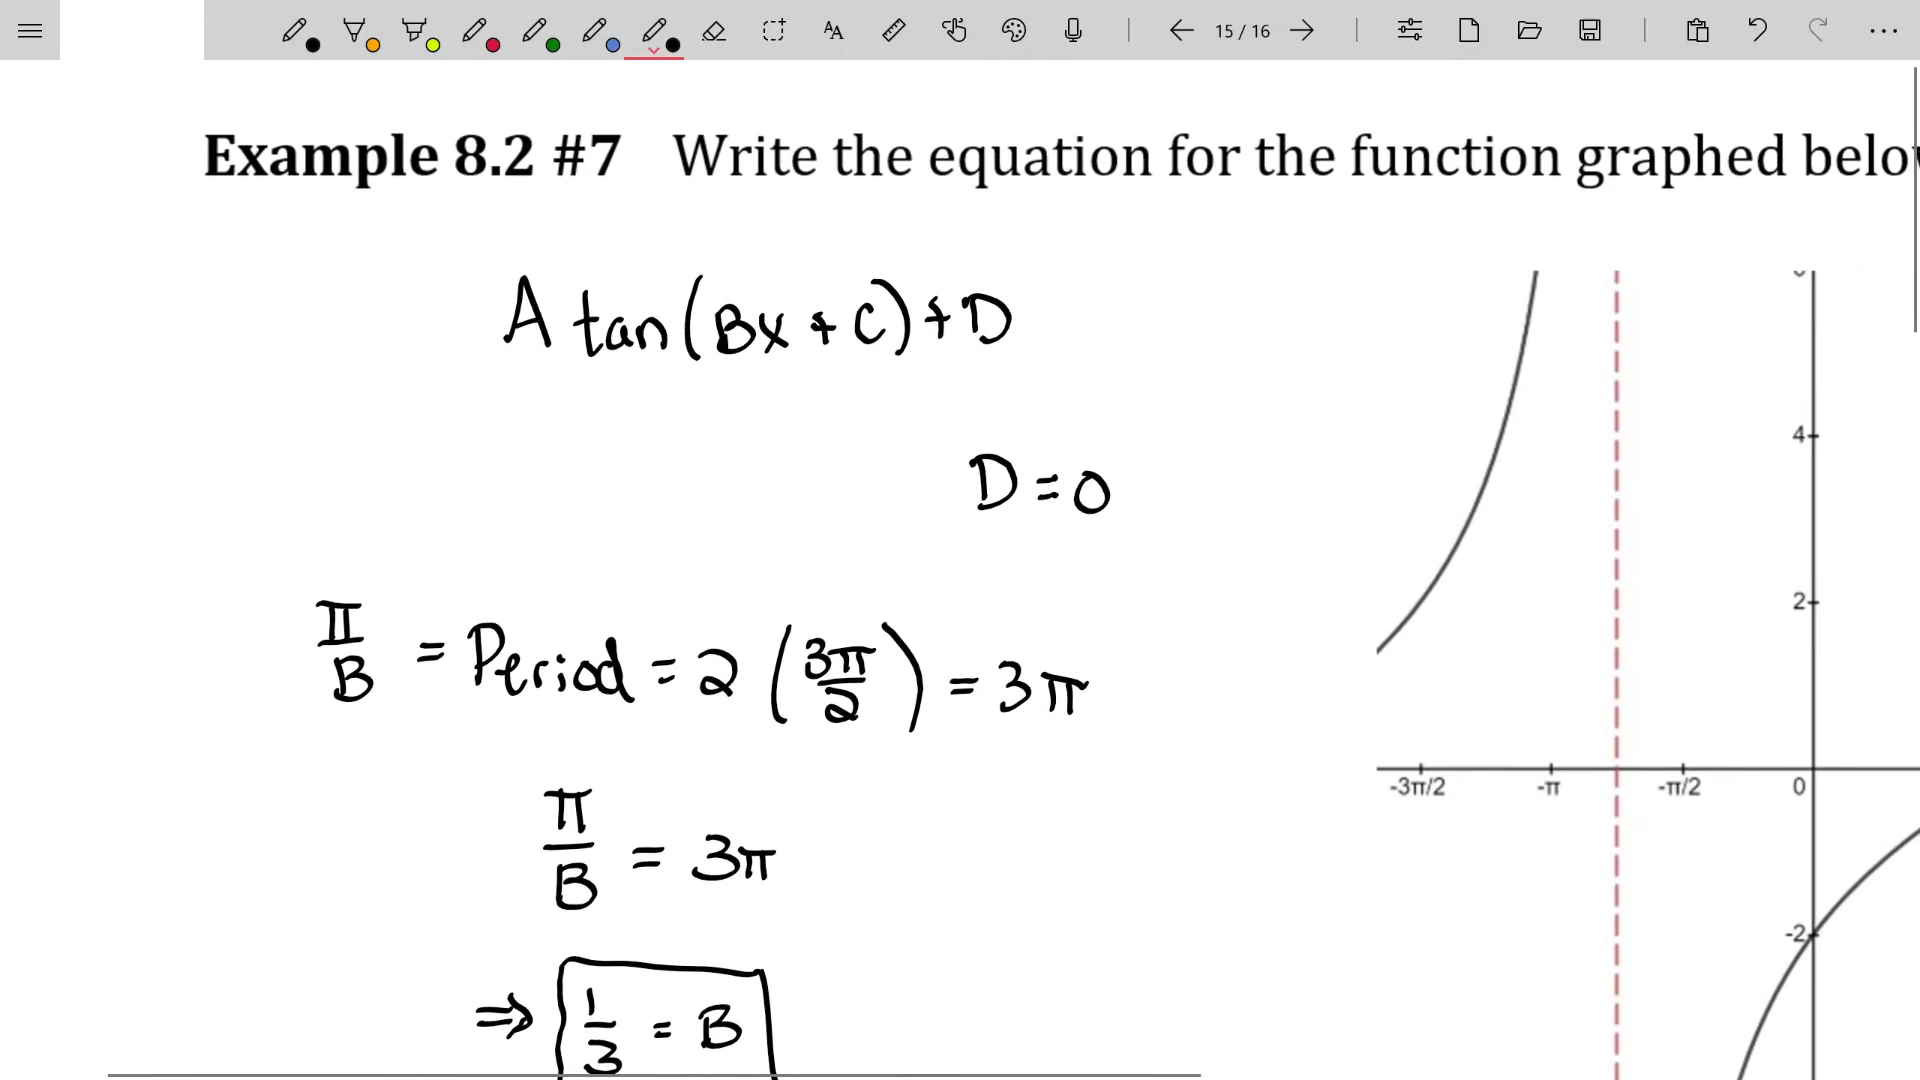 15 / 16
Example 8.2 #7 Write the equation for the function graphed belo
A tan(Bx + C) + D
D = 0
π/B = Period = 2 (3π/2) = 3π
π/B = 3π
⇒ 1/3 = B
4
2
-3π/2 -π -π/2 0
-2